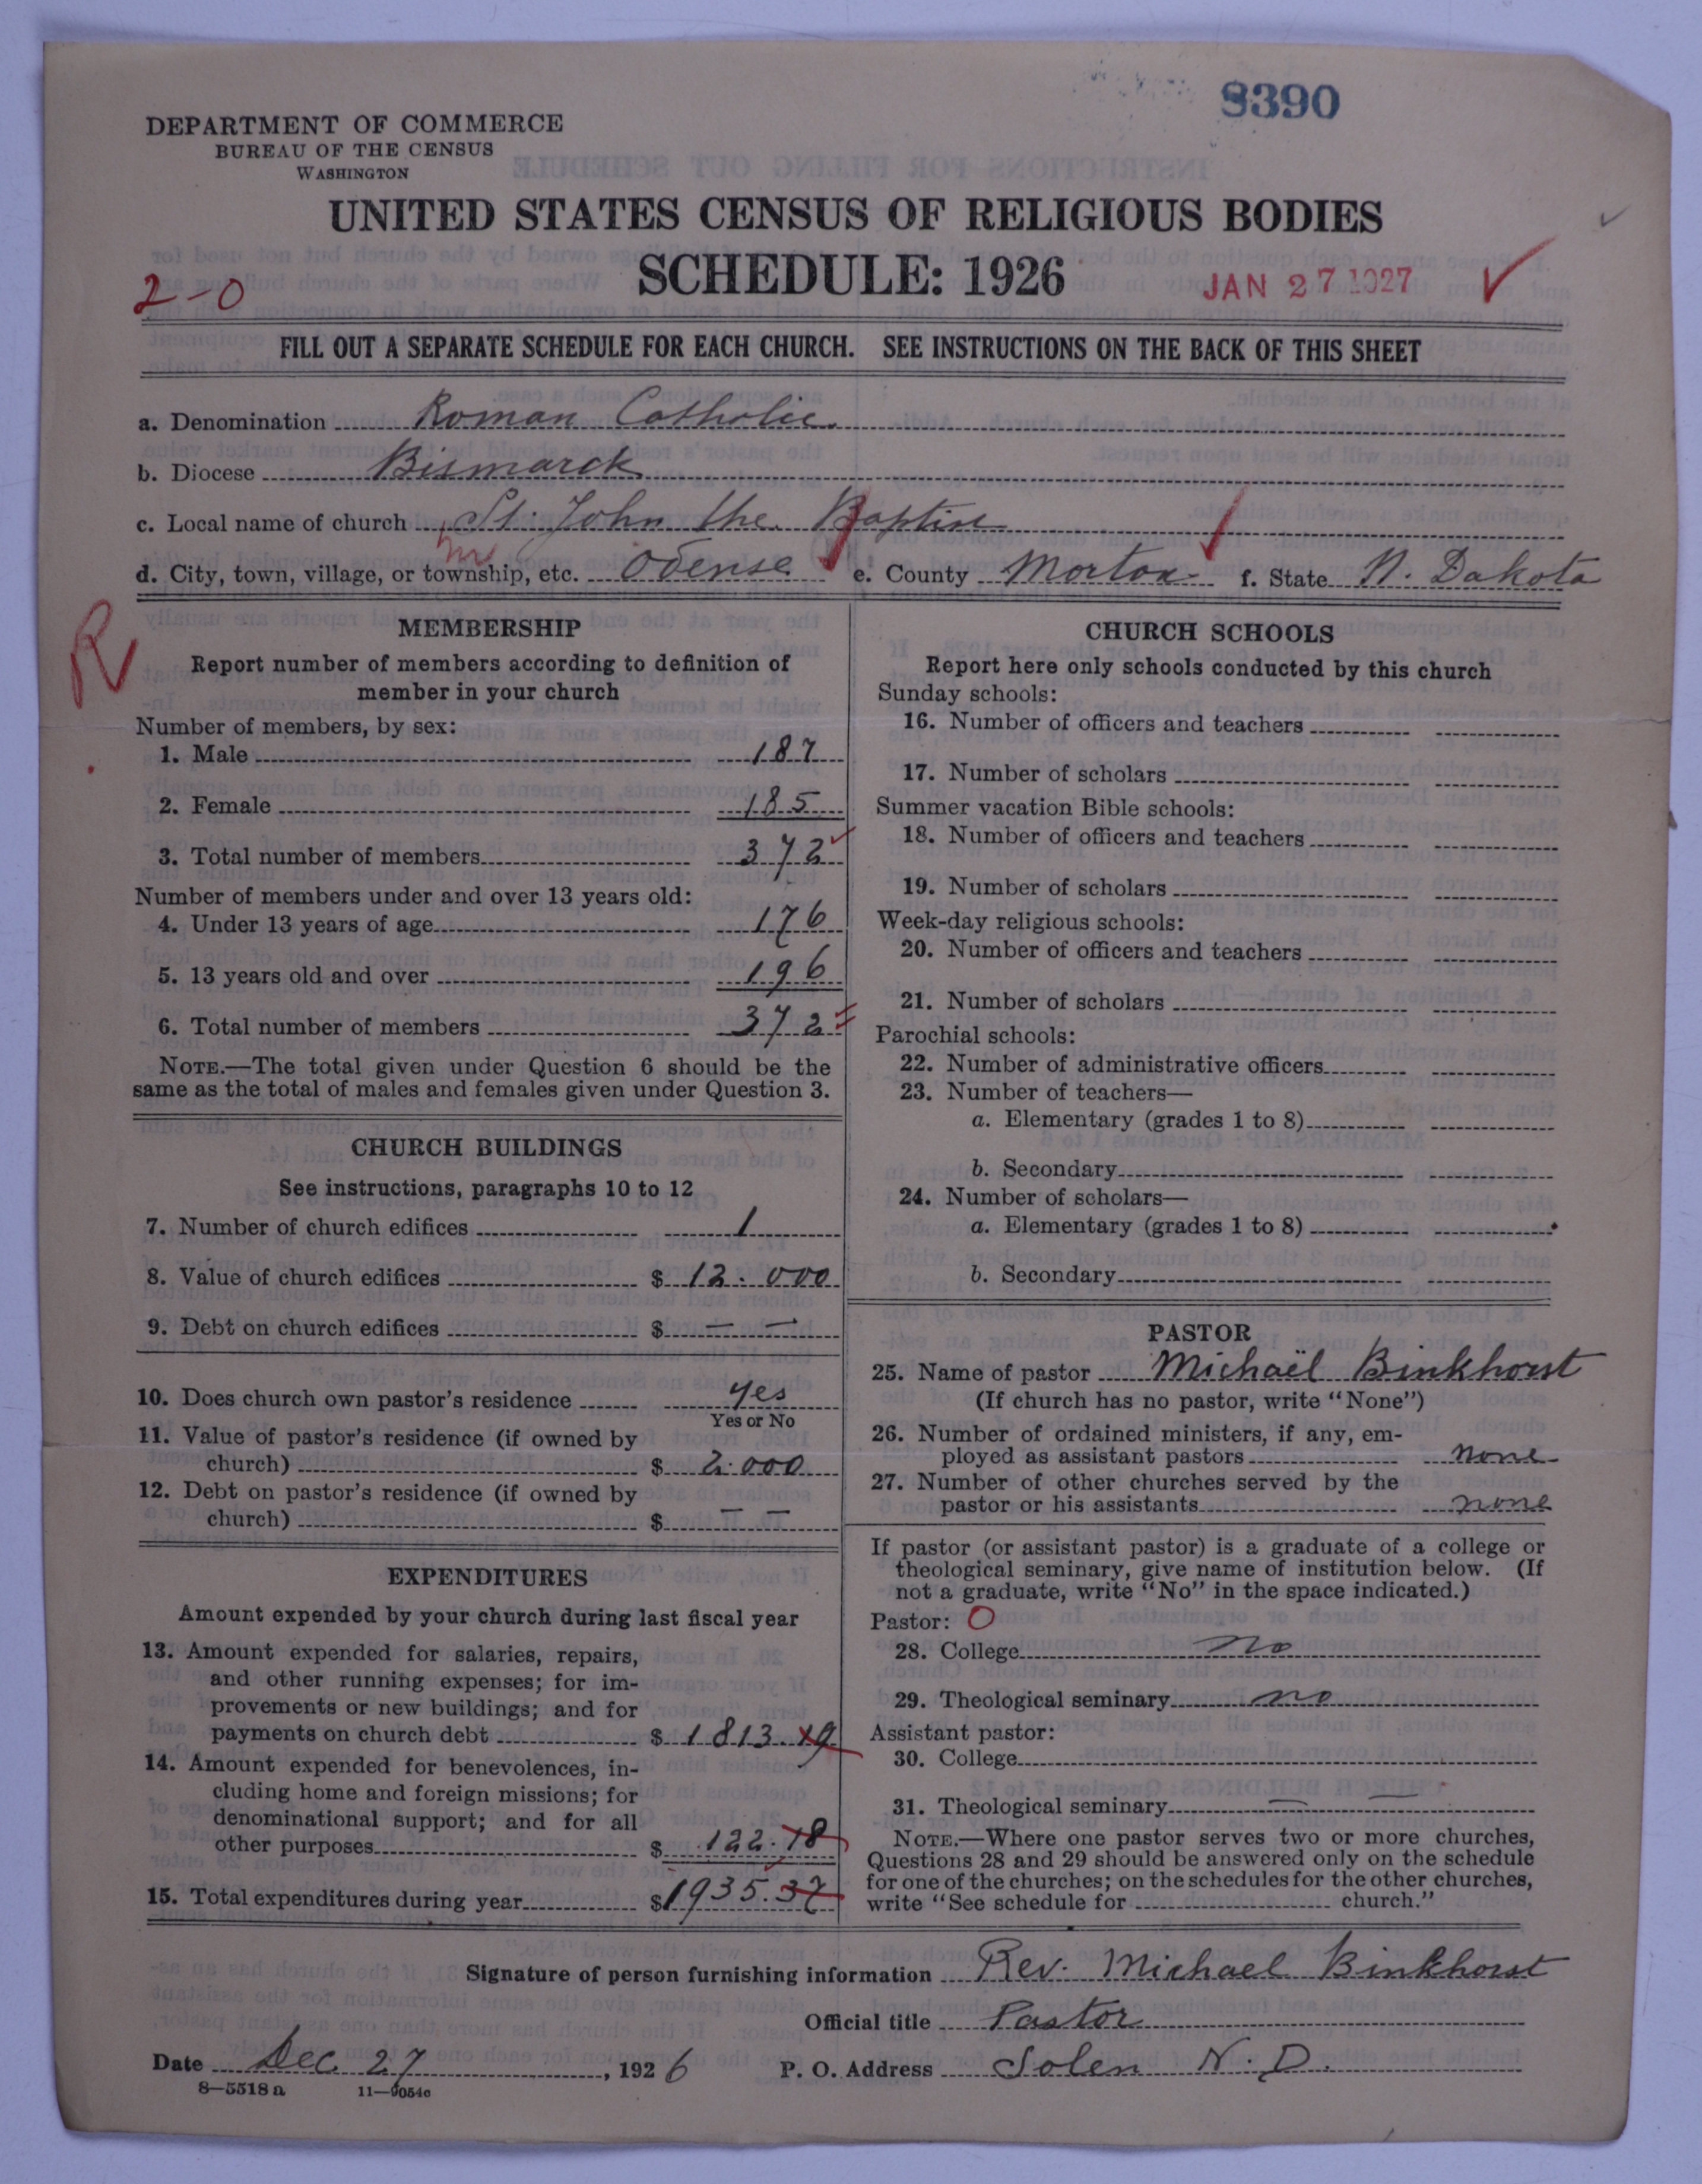 8390
DEPARTMENT OF COMMERCE
BUREAU OF THE CENSUS
WASHINGTON
UNITED STATES CENSUS OF RELIGIOUS BODIES
SCHEDULE: 1926
2-0
JAN 27 1927
FILL OUT A SEPARATE SCHEDULE FOR EACH CHURCH. SEE INSTRUCTIONS ON THE BACK OF THIS SHEET
a. Denomination Roman Catholic
b. Diocese Bismarck
c. Local name of church St. John the Baptist
d. City, town, village, or township, etc. Odense e. County Morton f. State N. Dakota
R
MEMBERSHIP
Report number of members according to definition of
member in your church
Number of members, by sex:
1. Male 187
2. Female 185
3. Total number of members 372
Number of members under and over 13 years old:
4. Under 13 years of age 176
5. 13 years old and over 196
6. Total number of members 372
NOTE.—The total given under Question 6 should be the
same as the total of males and females given under Question 3.
CHURCH BUILDINGS
See instructions, paragraphs 10 to 12
7. Number of church edifices 1
8. Value of church edifices $ 12.000
9. Debt on church edifices $ — —
10. Does church own pastor's residence yes
Yes or No
11. Value of pastor's residence (if owned by
church) $ 2.000
12. Debt on pastor's residence (if owned by
church) $ — —
EXPENDITURES
Amount expended by your church during last fiscal year
13. Amount expended for salaries, repairs,
and other running expenses; for im-
provements or new buildings; and for
payments on church debt $ 1813.19
14. Amount expended for benevolences, in-
cluding home and foreign missions; for
denominational support; and for all
other purposes $ 122.18
15. Total expenditures during year $ 1935.37
CHURCH SCHOOLS
Report here only schools conducted by this church
Sunday schools:
16. Number of officers and teachers
17. Number of scholars
Summer vacation Bible schools:
18. Number of officers and teachers
19. Number of scholars
Week-day religious schools:
20. Number of officers and teachers
21. Number of scholars
Parochial schools:
22. Number of administrative officers
23. Number of teachers—
a. Elementary (grades 1 to 8)
b. Secondary
24. Number of scholars—
a. Elementary (grades 1 to 8)
b. Secondary
PASTOR
25. Name of pastor Michaël Binkhorst
(If church has no pastor, write "None")
26. Number of ordained ministers, if any, em-
ployed as assistant pastors none
27. Number of other churches served by the
pastor or his assistants none
If pastor (or assistant pastor) is a graduate of a college or
theological seminary, give name of institution below. (If
not a graduate, write "No" in the space indicated.)
Pastor: O
28. College no
29. Theological seminary no
Assistant pastor:
30. College
31. Theological seminary — —
NOTE.—Where one pastor serves two or more churches,
Questions 28 and 29 should be answered only on the schedule
for one of the churches; on the schedules for the other churches,
write "See schedule for church."
Signature of person furnishing information Rev. Michael Binkhorst
Official title Pastor
Date Dec. 27, 1926 P. O. Address Solen N. D.
8—5518 a 11—9054c